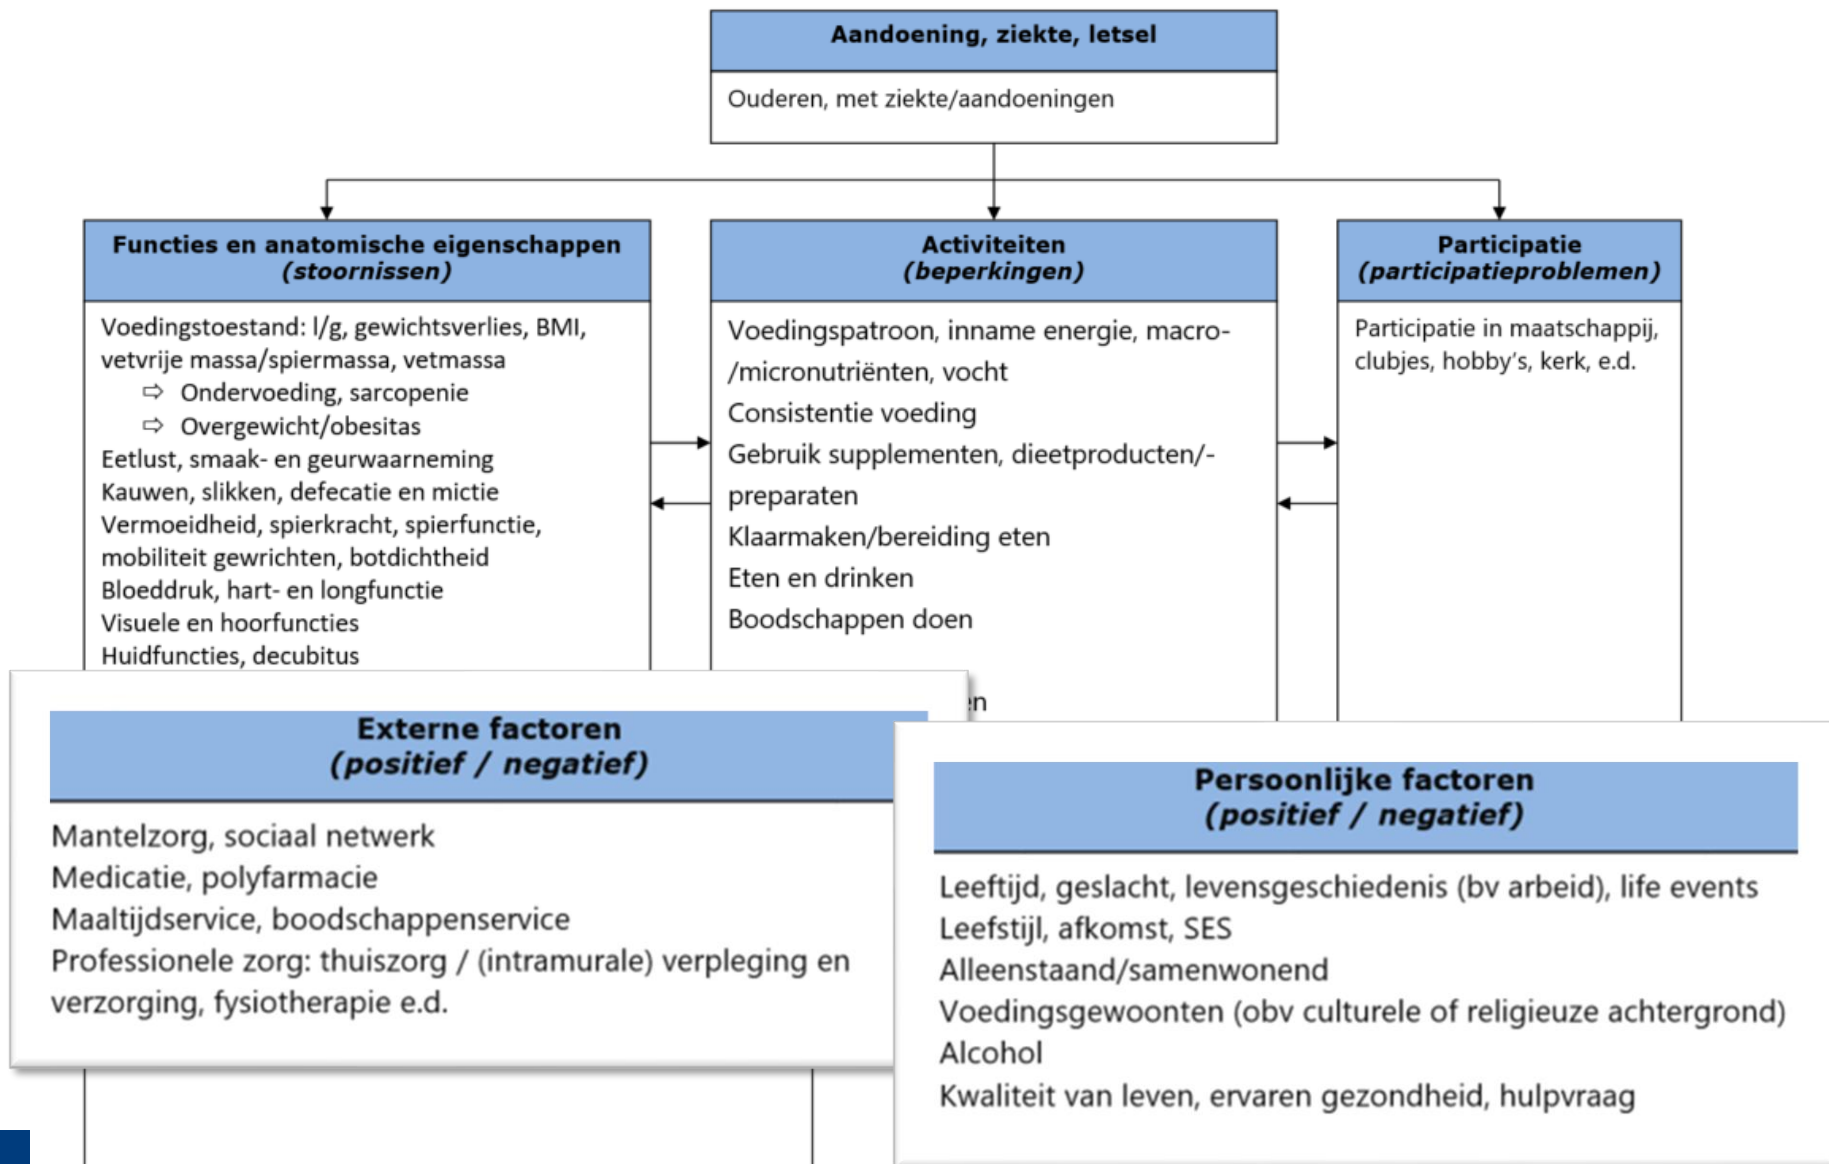 Aandoening, ziekte, letsel
Ouderen, met ziekte/aandoeningen
Functies en anatomische eigenschappen
(stoornissen)
Voedingstoestand: l/g, gewichtsverlies, BMI,
vetvrije massa/spiermassa, vetmassa
⇨ Ondervoeding, sarcopenie
⇨ Overgewicht/obesitas
Eetlust, smaak- en geurwaarneming
Kauwen, slikken, defecatie en mictie
Vermoeidheid, spierkracht, spierfunctie,
mobiliteit gewrichten, botdichtheid
Bloeddruk, hart- en longfunctie
Visuele en hoorfuncties
Huidfuncties, decubitus
Activiteiten
(beperkingen)
Voedingspatroon, inname energie, macro-
/micronutriënten, vocht
Consistentie voeding
Gebruik supplementen, dieetproducten/-
preparaten
Klaarmaken/bereiding eten
Eten en drinken
Boodschappen doen
Participatie
(participatieproblemen)
Participatie in maatschappij,
clubjes, hobby's, kerk, e.d.
Externe factoren
(positief / negatief)
Mantelzorg, sociaal netwerk
Medicatie, polyfarmacie
Maaltijdservice, boodschappenservice
Professionele zorg: thuiszorg / (intramurale) verpleging en
verzorging, fysiotherapie e.d.
Persoonlijke factoren
(positief / negatief)
Leeftijd, geslacht, levensgeschiedenis (bv arbeid), life events
Leefstijl, afkomst, SES
Alleenstaand/samenwonend
Voedingsgewoonten (obv culturele of religieuze achtergrond)
Alcohol
Kwaliteit van leven, ervaren gezondheid, hulpvraag